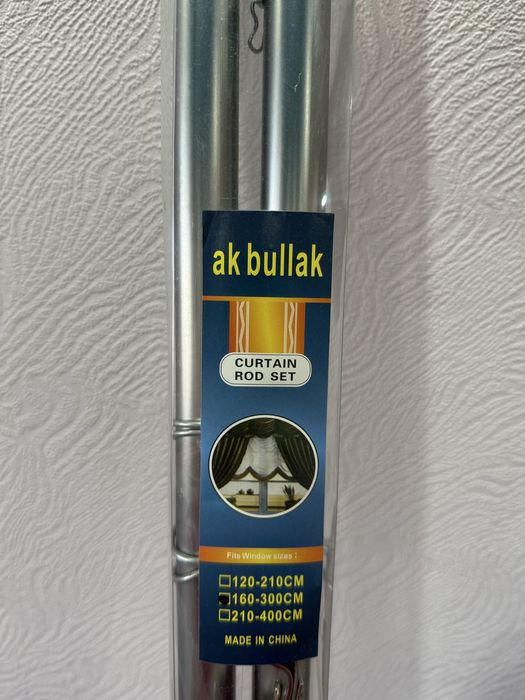 ak bullak
CURTAIN
ROD SET
Fits Window sizes :
120-210CM
160-300CM
210-400CM
MADE IN CHINA